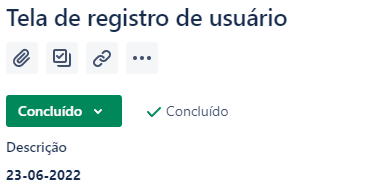 Tela de registro de usuário
Concluído
Concluído
Descrição
23-06-2022